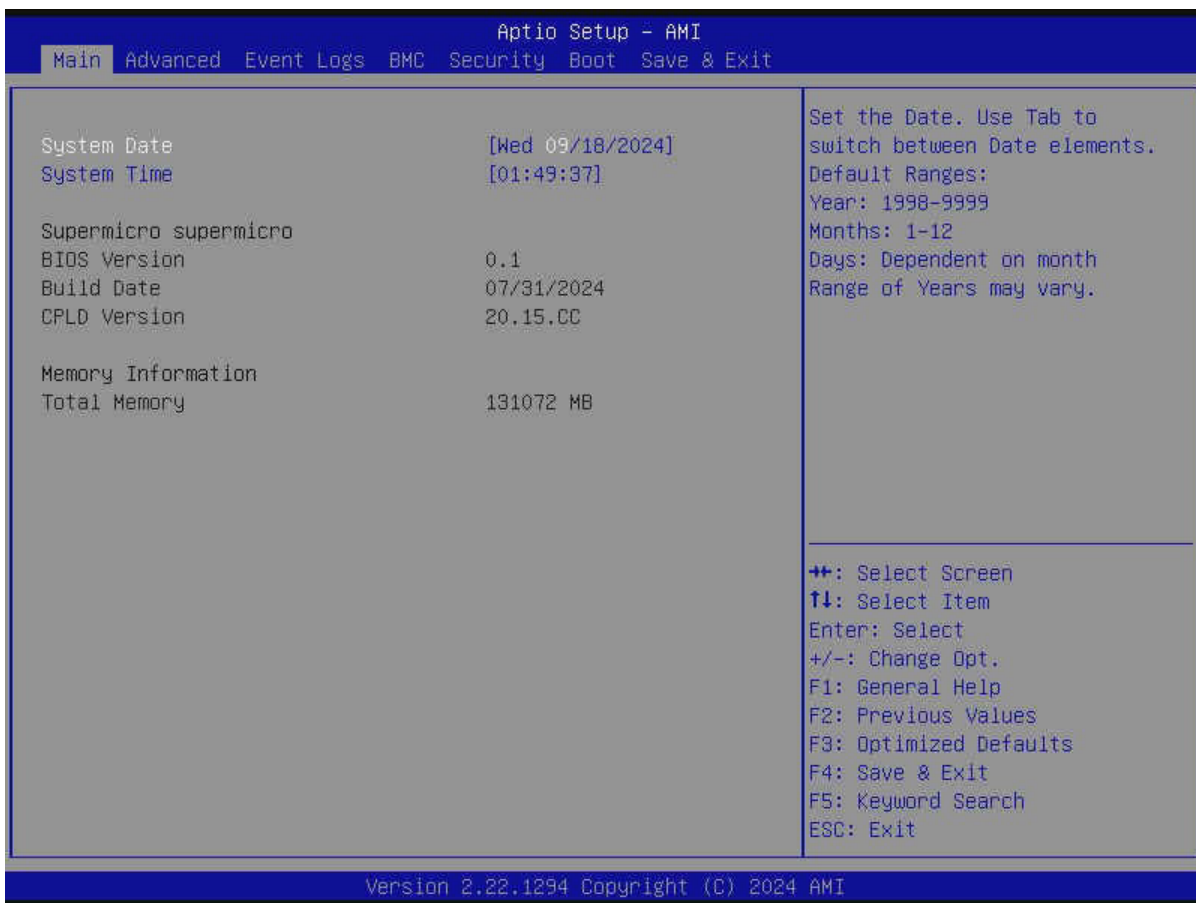 Aptio Setup - AMI
Main Advanced Event Logs BMC Security Boot Save & Exit
System Date [Wed 09/18/2024]
System Time [01:49:37]
Supermicro supermicro
BIOS Version 0.1
Build Date 07/31/2024
CPLD Version 20.15.CC
Memory Information
Total Memory 131072 MB
Set the Date. Use Tab to
switch between Date elements.
Default Ranges:
Year: 1998-9999
Months: 1-12
Days: Dependent on month
Range of Years may vary.
→←: Select Screen
↑↓: Select Item
Enter: Select
+/-: Change Opt.
F1: General Help
F2: Previous Values
F3: Optimized Defaults
F4: Save & Exit
F5: Keyword Search
ESC: Exit
Version 2.22.1294 Copyright (C) 2024 AMI